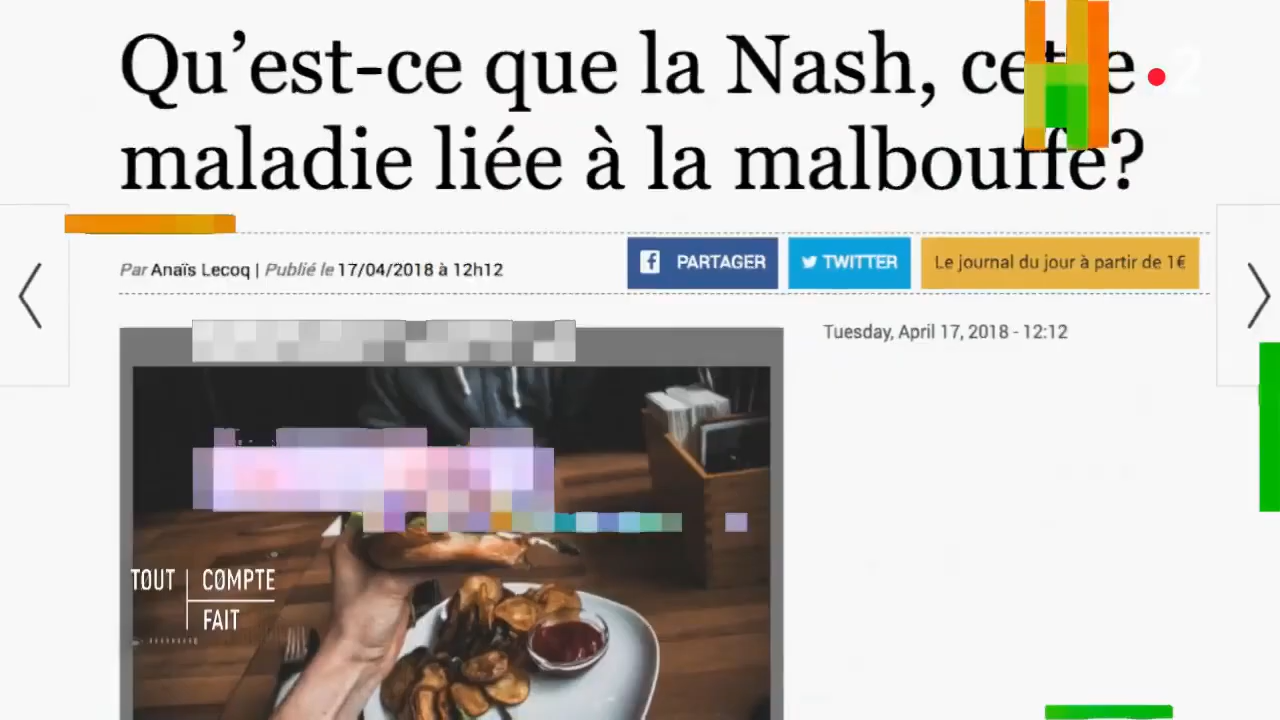 Qu'est-ce que la Nash, cette
maladie liée à la malbouffe?
2
Par Anaïs Lecoq | Publié le 17/04/2018 à 12h12
PARTAGER
TWITTER
Le journal du jour à partir de 1€
Tuesday, April 17, 2018 - 12:12
TOUT COMPTE
FAIT